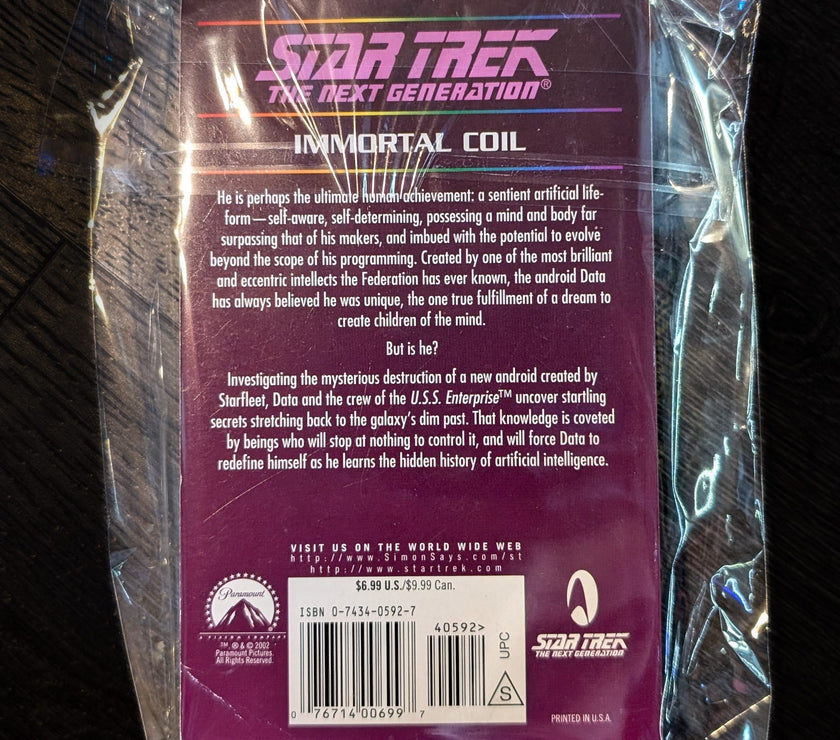 STAR TREK
THE NEXT GENERATION®
IMMORTAL COIL
He is perhaps the ultimate human achievement: a sentient artificial life-
form—self-aware, self-determining, possessing a mind and body far
surpassing that of his makers, and imbued with the potential to evolve
beyond the scope of his programming. Created by one of the most brilliant
and eccentric intellects the Federation has ever known, the android Data
has always believed he was unique, the one true fulfillment of a dream to
create children of the mind.
But is he?
Investigating the mysterious destruction of a new android created by
Starfleet, Data and the crew of the U.S.S. Enterprise™ uncover startling
secrets stretching back to the galaxy's dim past. That knowledge is coveted
by beings who will stop at nothing to control it, and will force Data to
redefine himself as he learns the hidden history of artificial intelligence.
VISIT US ON THE WORLD WIDE WEB
http://www.SimonSays.com/st
http://www.startrek.com
$6.99 U.S./$9.99 Can.
ISBN 0-7434-0592-7
40592>
UPC
S
0 76714 00699 7
Paramount
™, ® & © 2002
Paramount Pictures.
All Rights Reserved.
STAR TREK
THE NEXT GENERATION
PRINTED IN U.S.A.